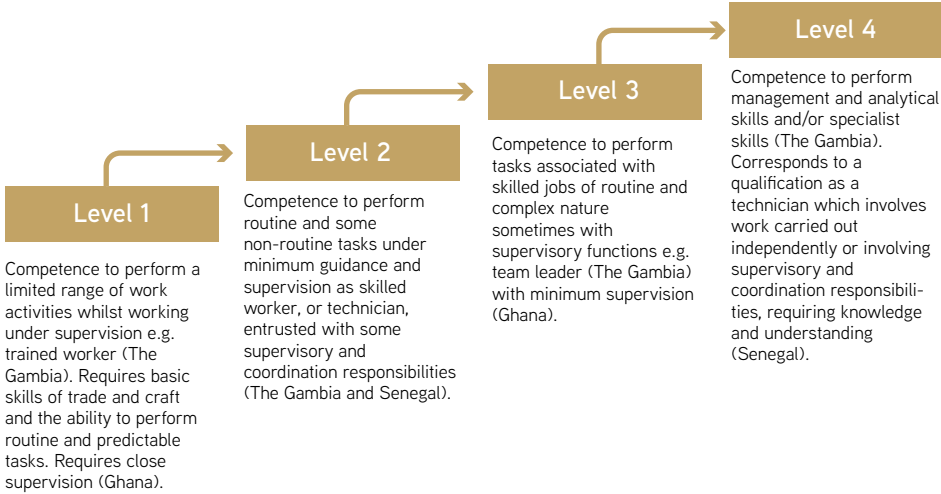 Level 1
Competence to perform a
limited range of work
activities whilst working
under supervision e.g.
trained worker (The
Gambia). Requires basic
skills of trade and craft
and the ability to perform
routine and predictable
tasks. Requires close
supervision (Ghana).
Level 2
Competence to perform
routine and some
non-routine tasks under
minimum guidance and
supervision as skilled
worker, or technician,
entrusted with some
supervisory and
coordination responsibilities
(The Gambia and Senegal).
Level 3
Competence to perform
tasks associated with
skilled jobs of routine and
complex nature
sometimes with
supervisory functions e.g.
team leader (The Gambia)
with minimum supervision
(Ghana).
Level 4
Competence to perform
management and analytical
skills and/or specialist
skills (The Gambia).
Corresponds to a
qualification as a
technician which involves
work carried out
independently or involving
supervisory and
coordination responsibili-
ties, requiring knowledge
and understanding
(Senegal).